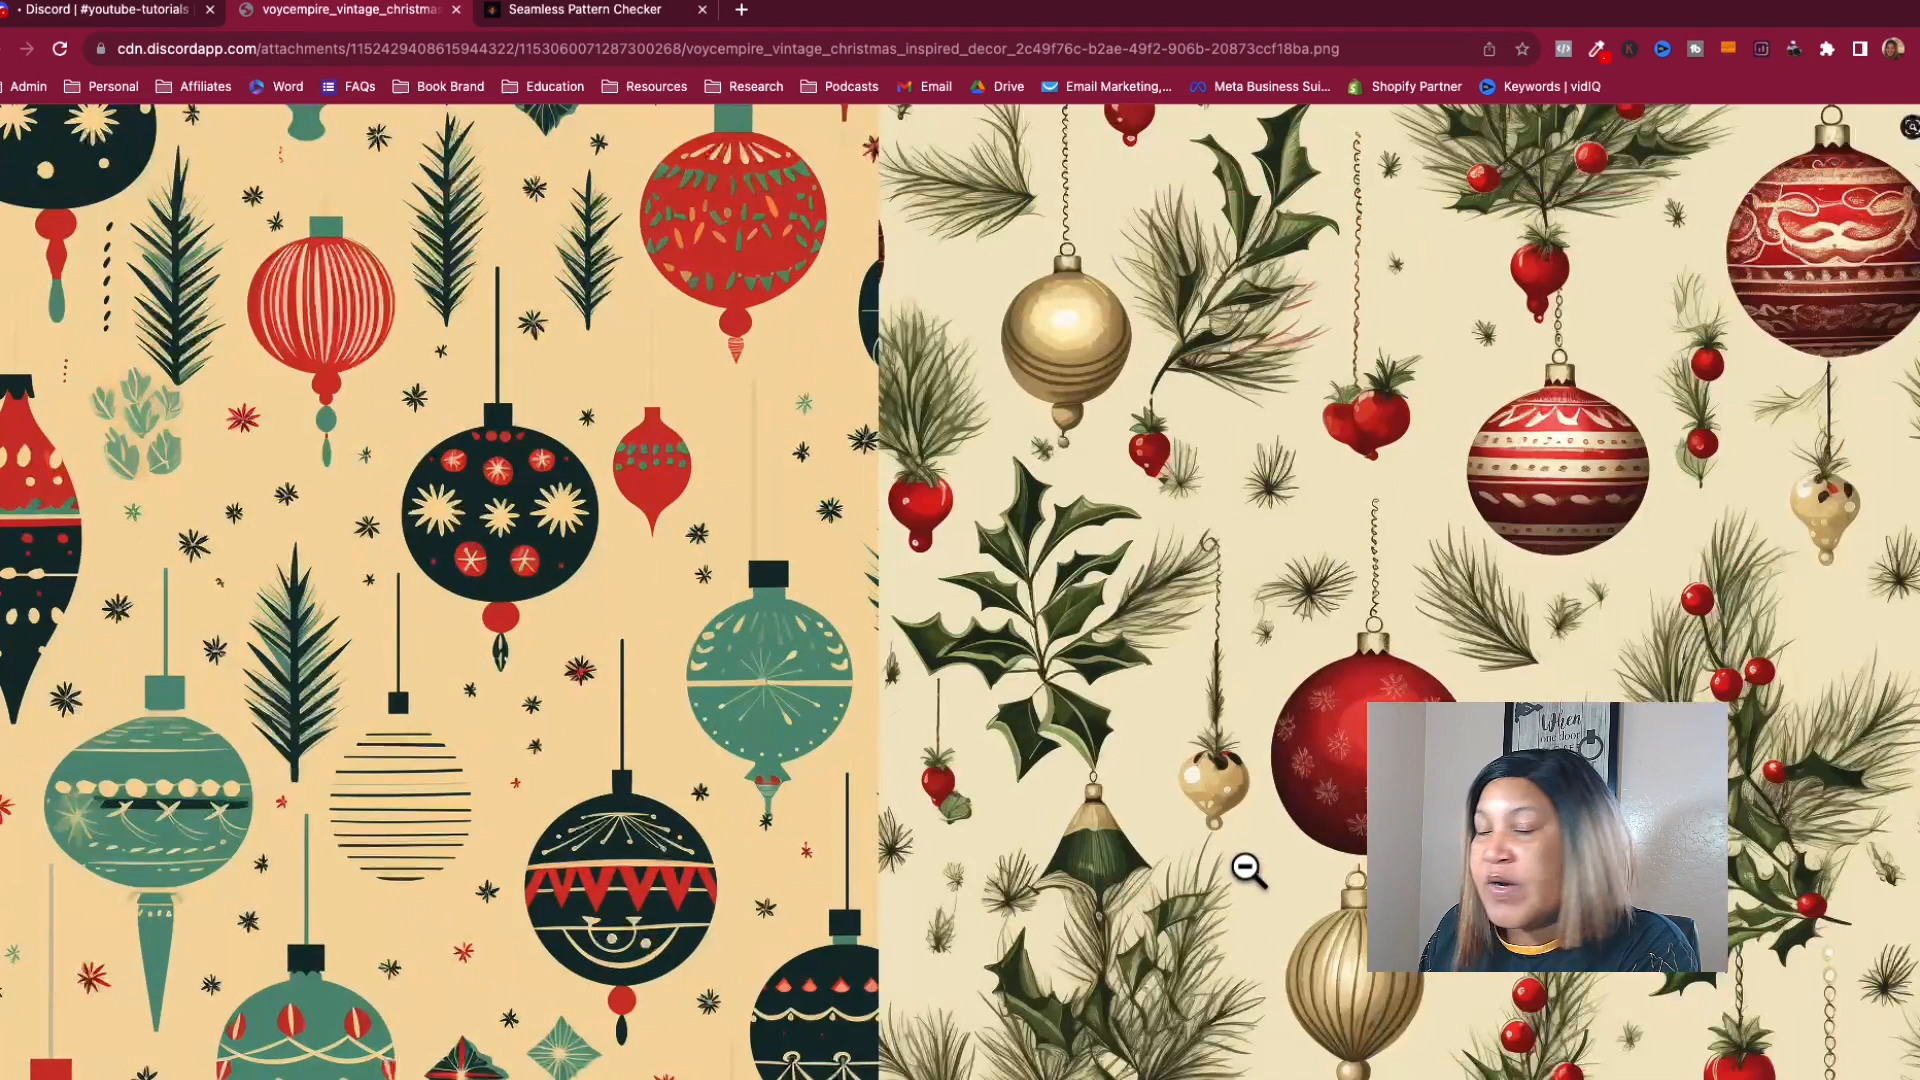 • Discord | #youtube-tutorials
voycempire_vintage_christmas
Seamless Pattern Checker
cdn.discordapp.com/attachments/1152429408615944322/1153060071287300268/voycempire_vintage_christmas_inspired_decor_2c49f76c-b2ae-49f2-906b-20873ccf18ba.png
Admin
Personal
Affiliates
Word
FAQs
Book Brand
Education
Resources
Research
Podcasts
Email
Drive
Email Marketing,...
Meta Business Sui...
Shopify Partner
Keywords | vidIQ
When
one door